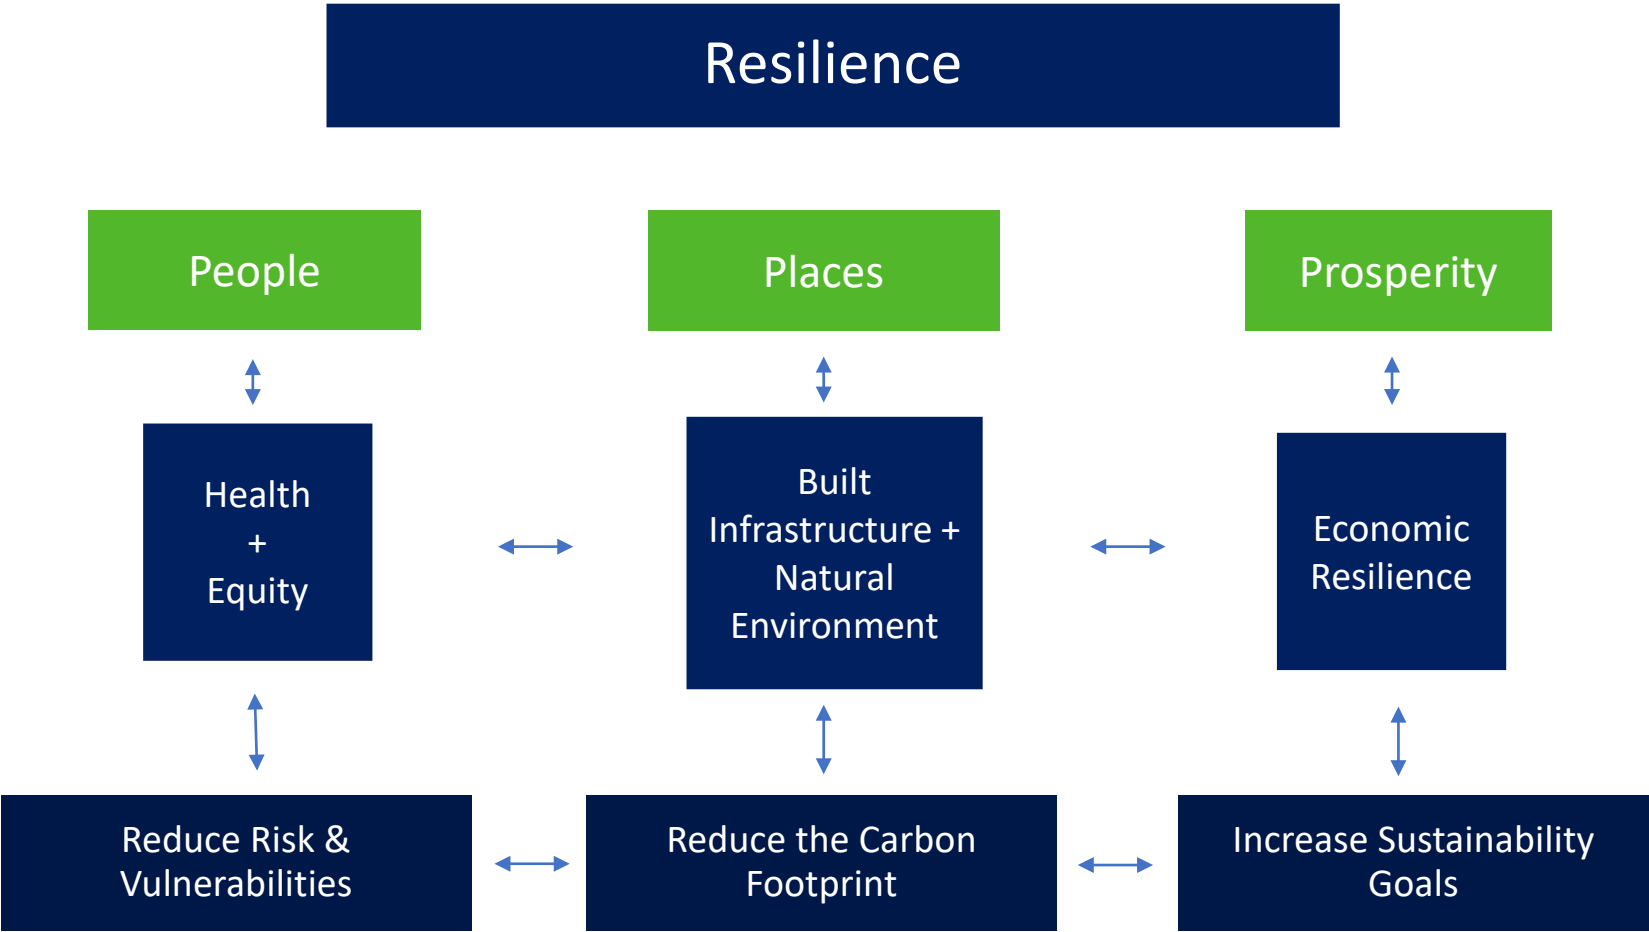 Resilience
People
Places
Prosperity
Health
+
Equity
Built
Infrastructure +
Natural
Environment
Economic
Resilience
Reduce Risk &
Vulnerabilities
Reduce the Carbon
Footprint
Increase Sustainability
Goals